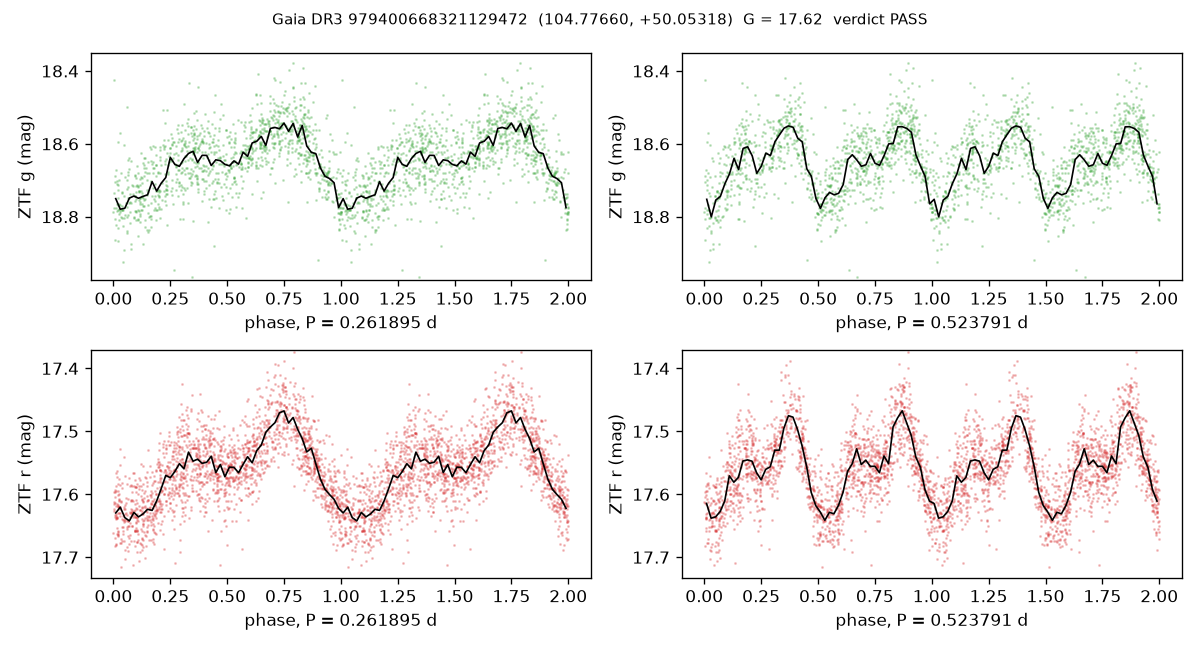 Gaia DR3 979400668321129472 (104.77660, +50.05318) G = 17.62 verdict PASS
ZTF g (mag)
18.4
18.6
18.8
0.00 0.25 0.50 0.75 1.00 1.25 1.50 1.75 2.00
phase, P = 0.261895 d
ZTF g (mag)
18.4
18.6
18.8
0.00 0.25 0.50 0.75 1.00 1.25 1.50 1.75 2.00
phase, P = 0.523791 d
ZTF r (mag)
17.4
17.5
17.6
17.7
0.00 0.25 0.50 0.75 1.00 1.25 1.50 1.75 2.00
phase, P = 0.261895 d
ZTF r (mag)
17.4
17.5
17.6
17.7
0.00 0.25 0.50 0.75 1.00 1.25 1.50 1.75 2.00
phase, P = 0.523791 d